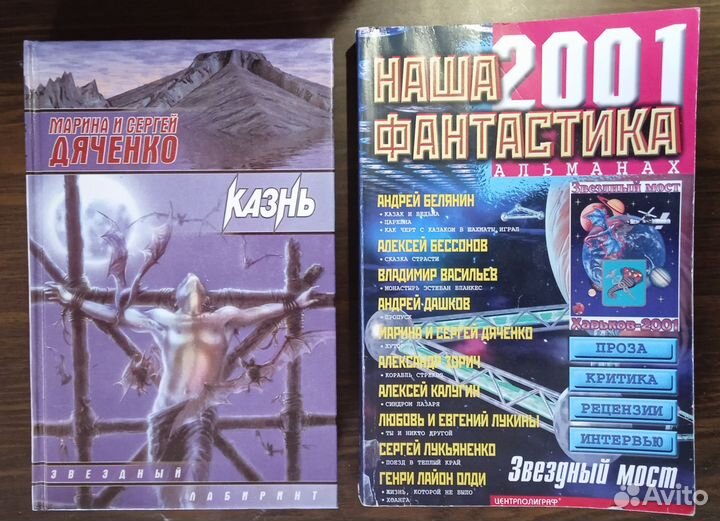 МАРИНА И СЕРГЕЙ
ДЯЧЕНКО
КАЗНЬ
ЗВЕЗДНЫЙ
ЛАБИРИНТ
НАША 2001
ФАНТАСТИКА
АЛЬМАНАХ
АНДРЕЙ БЕЛЯНИН
• КАЗАК И ВЕДЬМА
• ЦАРЕВНА
• КАК ЧЕРТ С КАЗАКОМ В ШАХМАТЫ ИГРАЛ
АЛЕКСЕЙ БЕССОНОВ
• СКАЗКА СТРАСТИ
ВЛАДИМИР ВАСИЛЬЕВ
• МОНАСТЫРЬ ЭСТЕБАН БЛАНКЕС
АНДРЕЙ ДАШКОВ
• ПРОПУСК
МАРИНА И СЕРГЕЙ ДЯЧЕНКО
• ХУТОР
АЛЕКСАНДР ЗОРИЧ
• КОРАБЛЬ СТРЕКОЗ
АЛЕКСЕЙ КАЛУГИН
• СИНДРОМ ЛАЗАРЯ
ЛЮБОВЬ И ЕВГЕНИЙ ЛУКИНЫ
• ТЫ И НИКТО ДРУГОЙ
СЕРГЕЙ ЛУКЬЯНЕНКО
• ПОЕЗД В ТЕПЛЫЙ КРАЙ
ГЕНРИ ЛАЙОН ОЛДИ
• ЖИЗНЬ, КОТОРОЙ НЕ БЫЛО
• ХОАНГА
Звездный мост
Харьков-2001
ПРОЗА
КРИТИКА
РЕЦЕНЗИИ
ИНТЕРВЬЮ
Звездный мост
ЦЕНТРПОЛИГРАФ
Avito